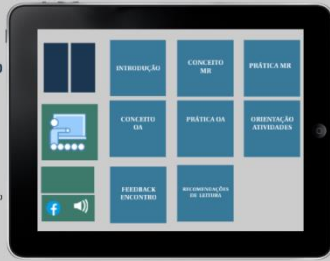 INTRODUÇÃO
CONCEITO
MR
PRÁTICA MR
CONCEITO
OA
PRÁTICA OA
ORIENTAÇÃO
ATIVIDADES
FEEDBACK
ENCONTRO
RECOMENDAÇÕES
DE LEITURA